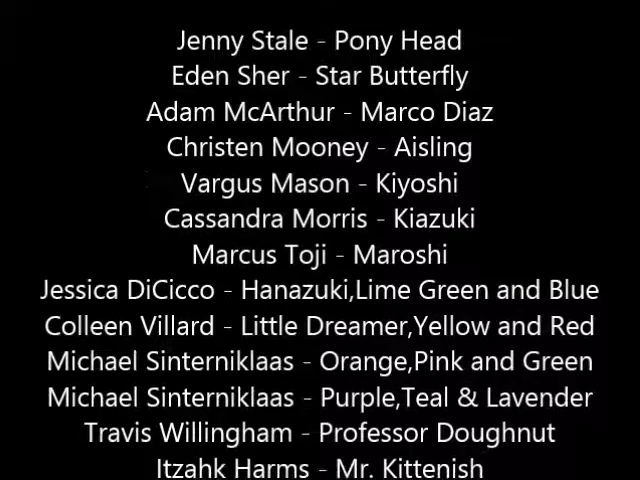 Jenny Stale - Pony Head
Eden Sher - Star Butterfly
Adam McArthur - Marco Diaz
Christen Mooney - Aisling
Vargus Mason - Kiyoshi
Cassandra Morris - Kiazuki
Marcus Toji - Maroshi
Jessica DiCicco - Hanazuki,Lime Green and Blue
Colleen Villard - Little Dreamer,Yellow and Red
Michael Sinterniklaas - Orange,Pink and Green
Michael Sinterniklaas - Purple,Teal & Lavender
Travis Willingham - Professor Doughnut
Itzahk Harms - Mr. Kittenish